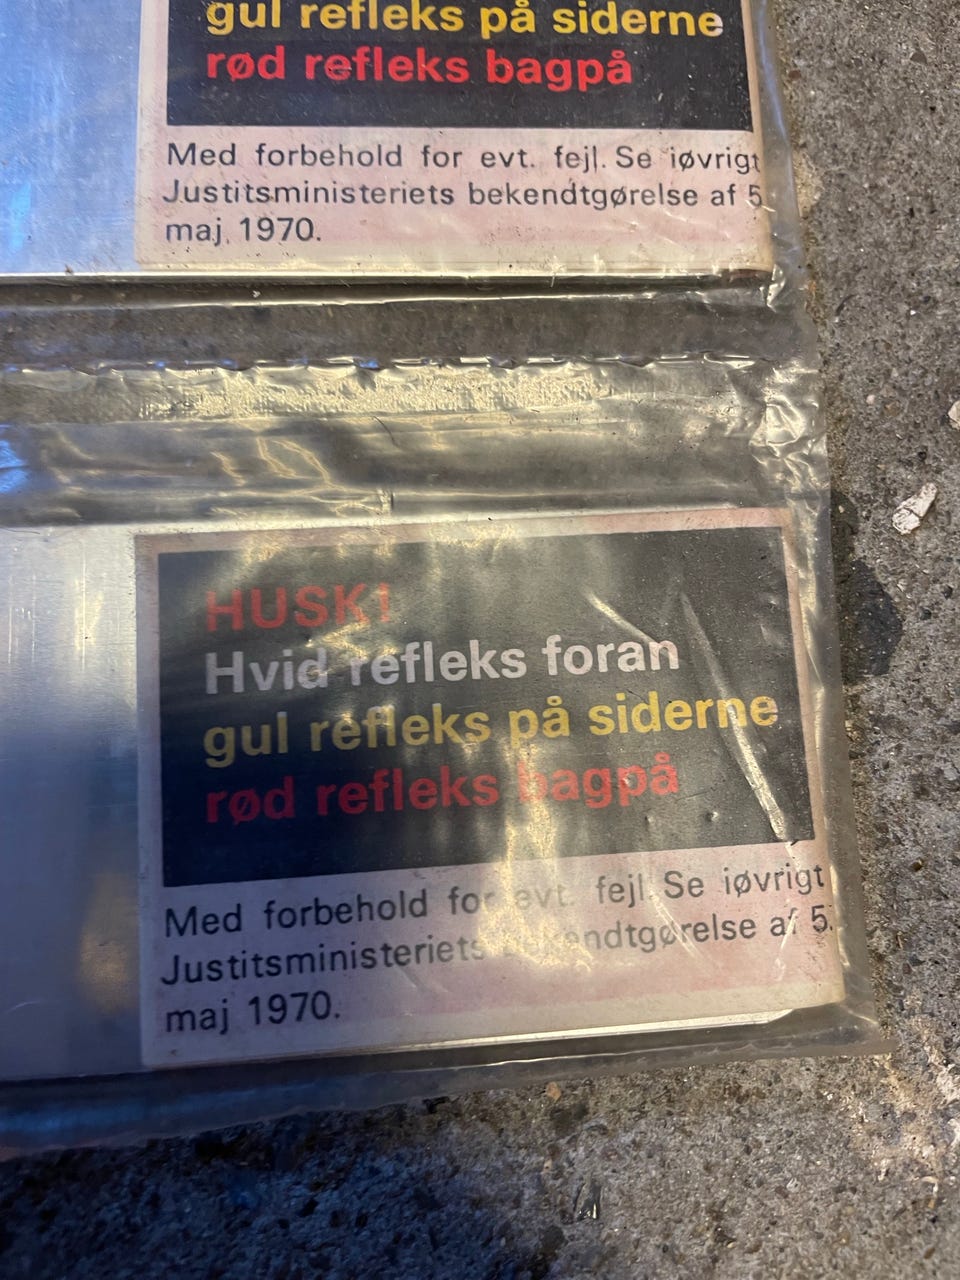 gul refleks på siderne
rød refleks bagpå
Med forbehold for evt. fejl. Se iøvrigt
Justitsministeriets bekendtgørelse af 5
maj 1970.
HUSK!
Hvid refleks foran
gul refleks på siderne
rød refleks bagpå
Med forbehold for evt. fejl. Se iøvrigt
Justitsministeriets bekendtgørelse af 5.
maj 1970.